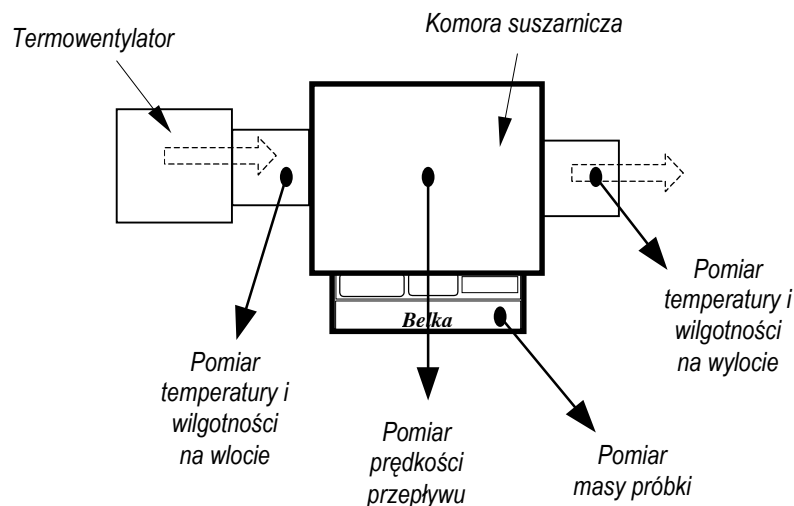 Termowentylator
Komora suszarnicza
Belka
Pomiar
temperatury i
wilgotności
na wlocie
Pomiar
prędkości
przepływu
Pomiar
masy próbki
Pomiar
temperatury i
wilgotności
na wylocie